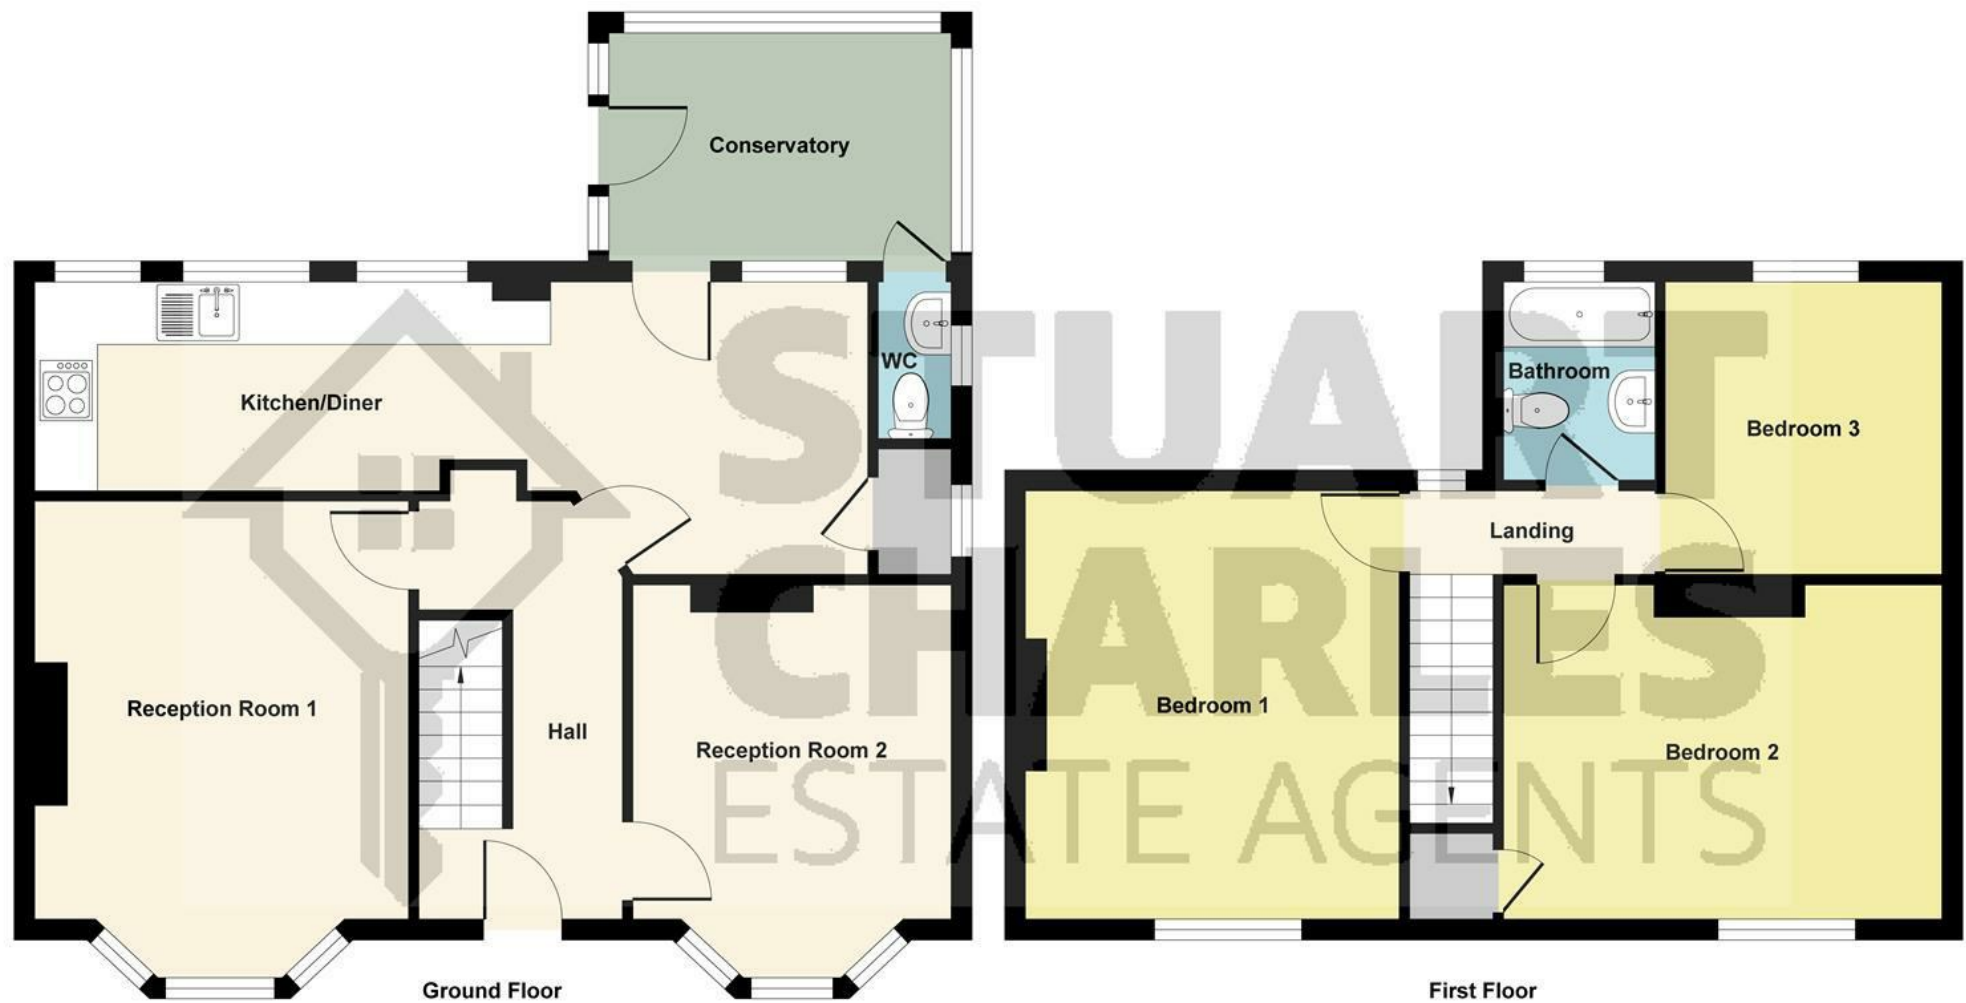 Conservatory
WC
Kitchen/Diner
Reception Room 1
Hall
Reception Room 2
Ground Floor
Bathroom
Bedroom 3
Landing
Bedroom 1
Bedroom 2
First Floor
STUART
CHARLES
ESTATE AGENTS